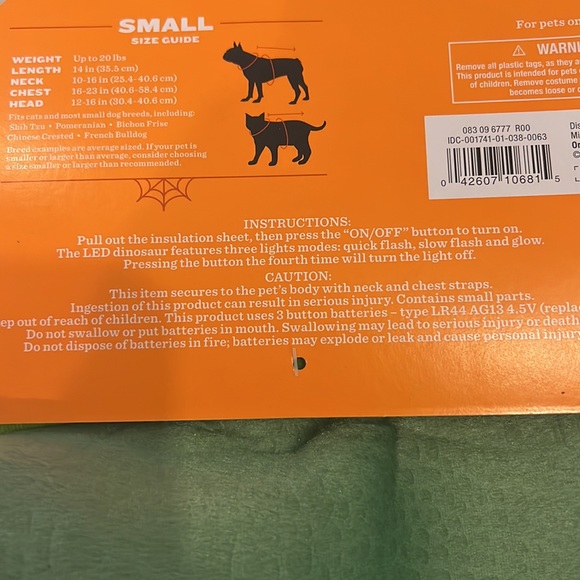 SMALL
SIZE GUIDE
WEIGHT Up to 20 lbs
LENGTH 14 in (35.5 cm)
NECK 10-16 in (25.4-40.6 cm)
CHEST 16-23 in (40.6-58.4 cm)
HEAD 12-16 in (30.4-40.6 cm)
Fits cats and most small dog breeds, including:
Shih Tzu • Pomeranian • Bichon Frise
Chinese Crested • French Bulldog
Breed examples are average sized. If your pet is
smaller or larger than average, consider choosing
a size smaller or larger than recommended.
For pets on
WARNI
Remove all plastic tags, as they a
This product is intended for pets
of children. Remove
becomes loose or
083 09 6777 R00
IDC-001741-01-038-0063
0 42607 10681 5
Dis
Mi
Or
INSTRUCTIONS:
Pull out the insulation sheet, then press the "ON/OFF" button to turn on.
The LED dinosaur features three lights modes: quick flash, slow flash and glow.
Pressing the button the fourth time will turn the light off.
CAUTION:
This item secures to the pet's body with neck and chest straps.
Ingestion of this product can result in serious injury. Contains small parts.
ep out of reach of children. This product uses 3 button batteries – type LR44 AG13 4.5V (replac
Do not swallow or put batteries in mouth. Swallowing may lead to serious injury or death
Do not dispose of batteries in fire; batteries may explode or leak and cause personal injury